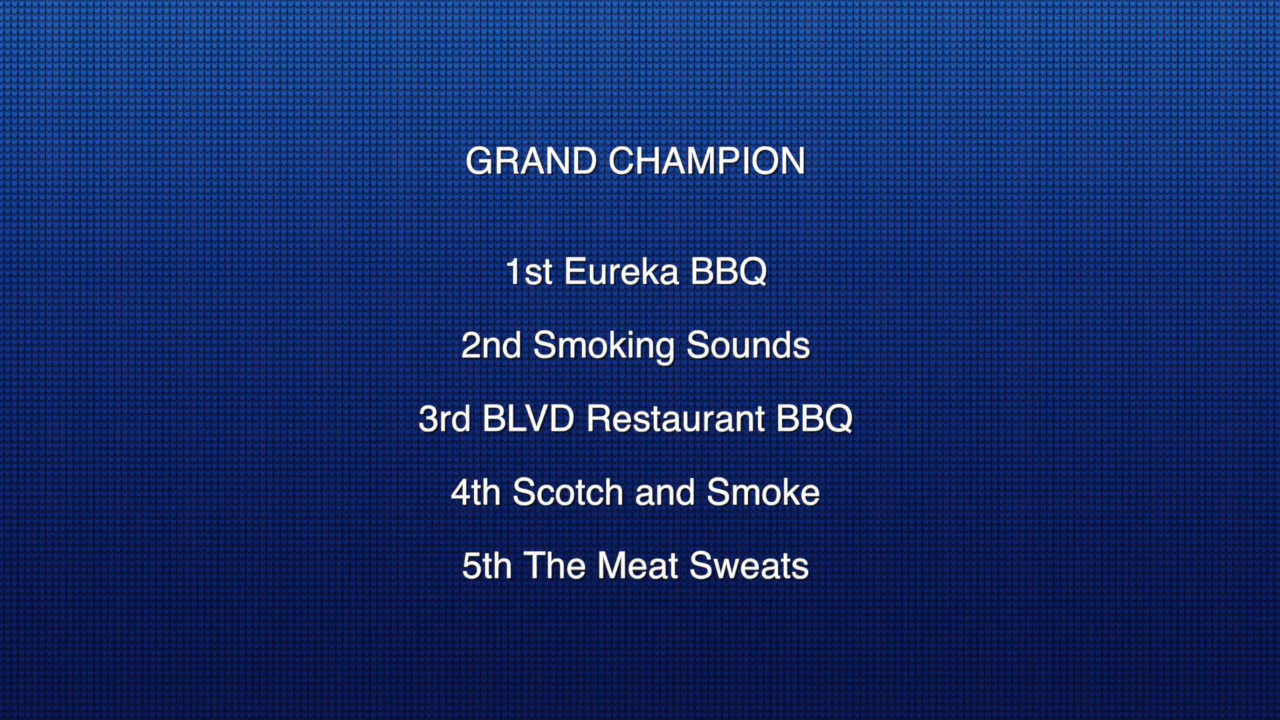 GRAND CHAMPION
1st Eureka BBQ
2nd Smoking Sounds
3rd BLVD Restaurant BBQ
4th Scotch and Smoke
5th The Meat Sweats